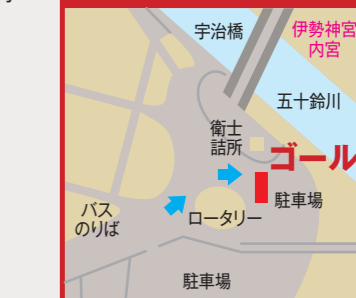 宇治橋
伊勢神宮
内宮
五十鈴川
衛士
詰所
ゴール
駐車場
バス
のりば
ロータリー
駐車場